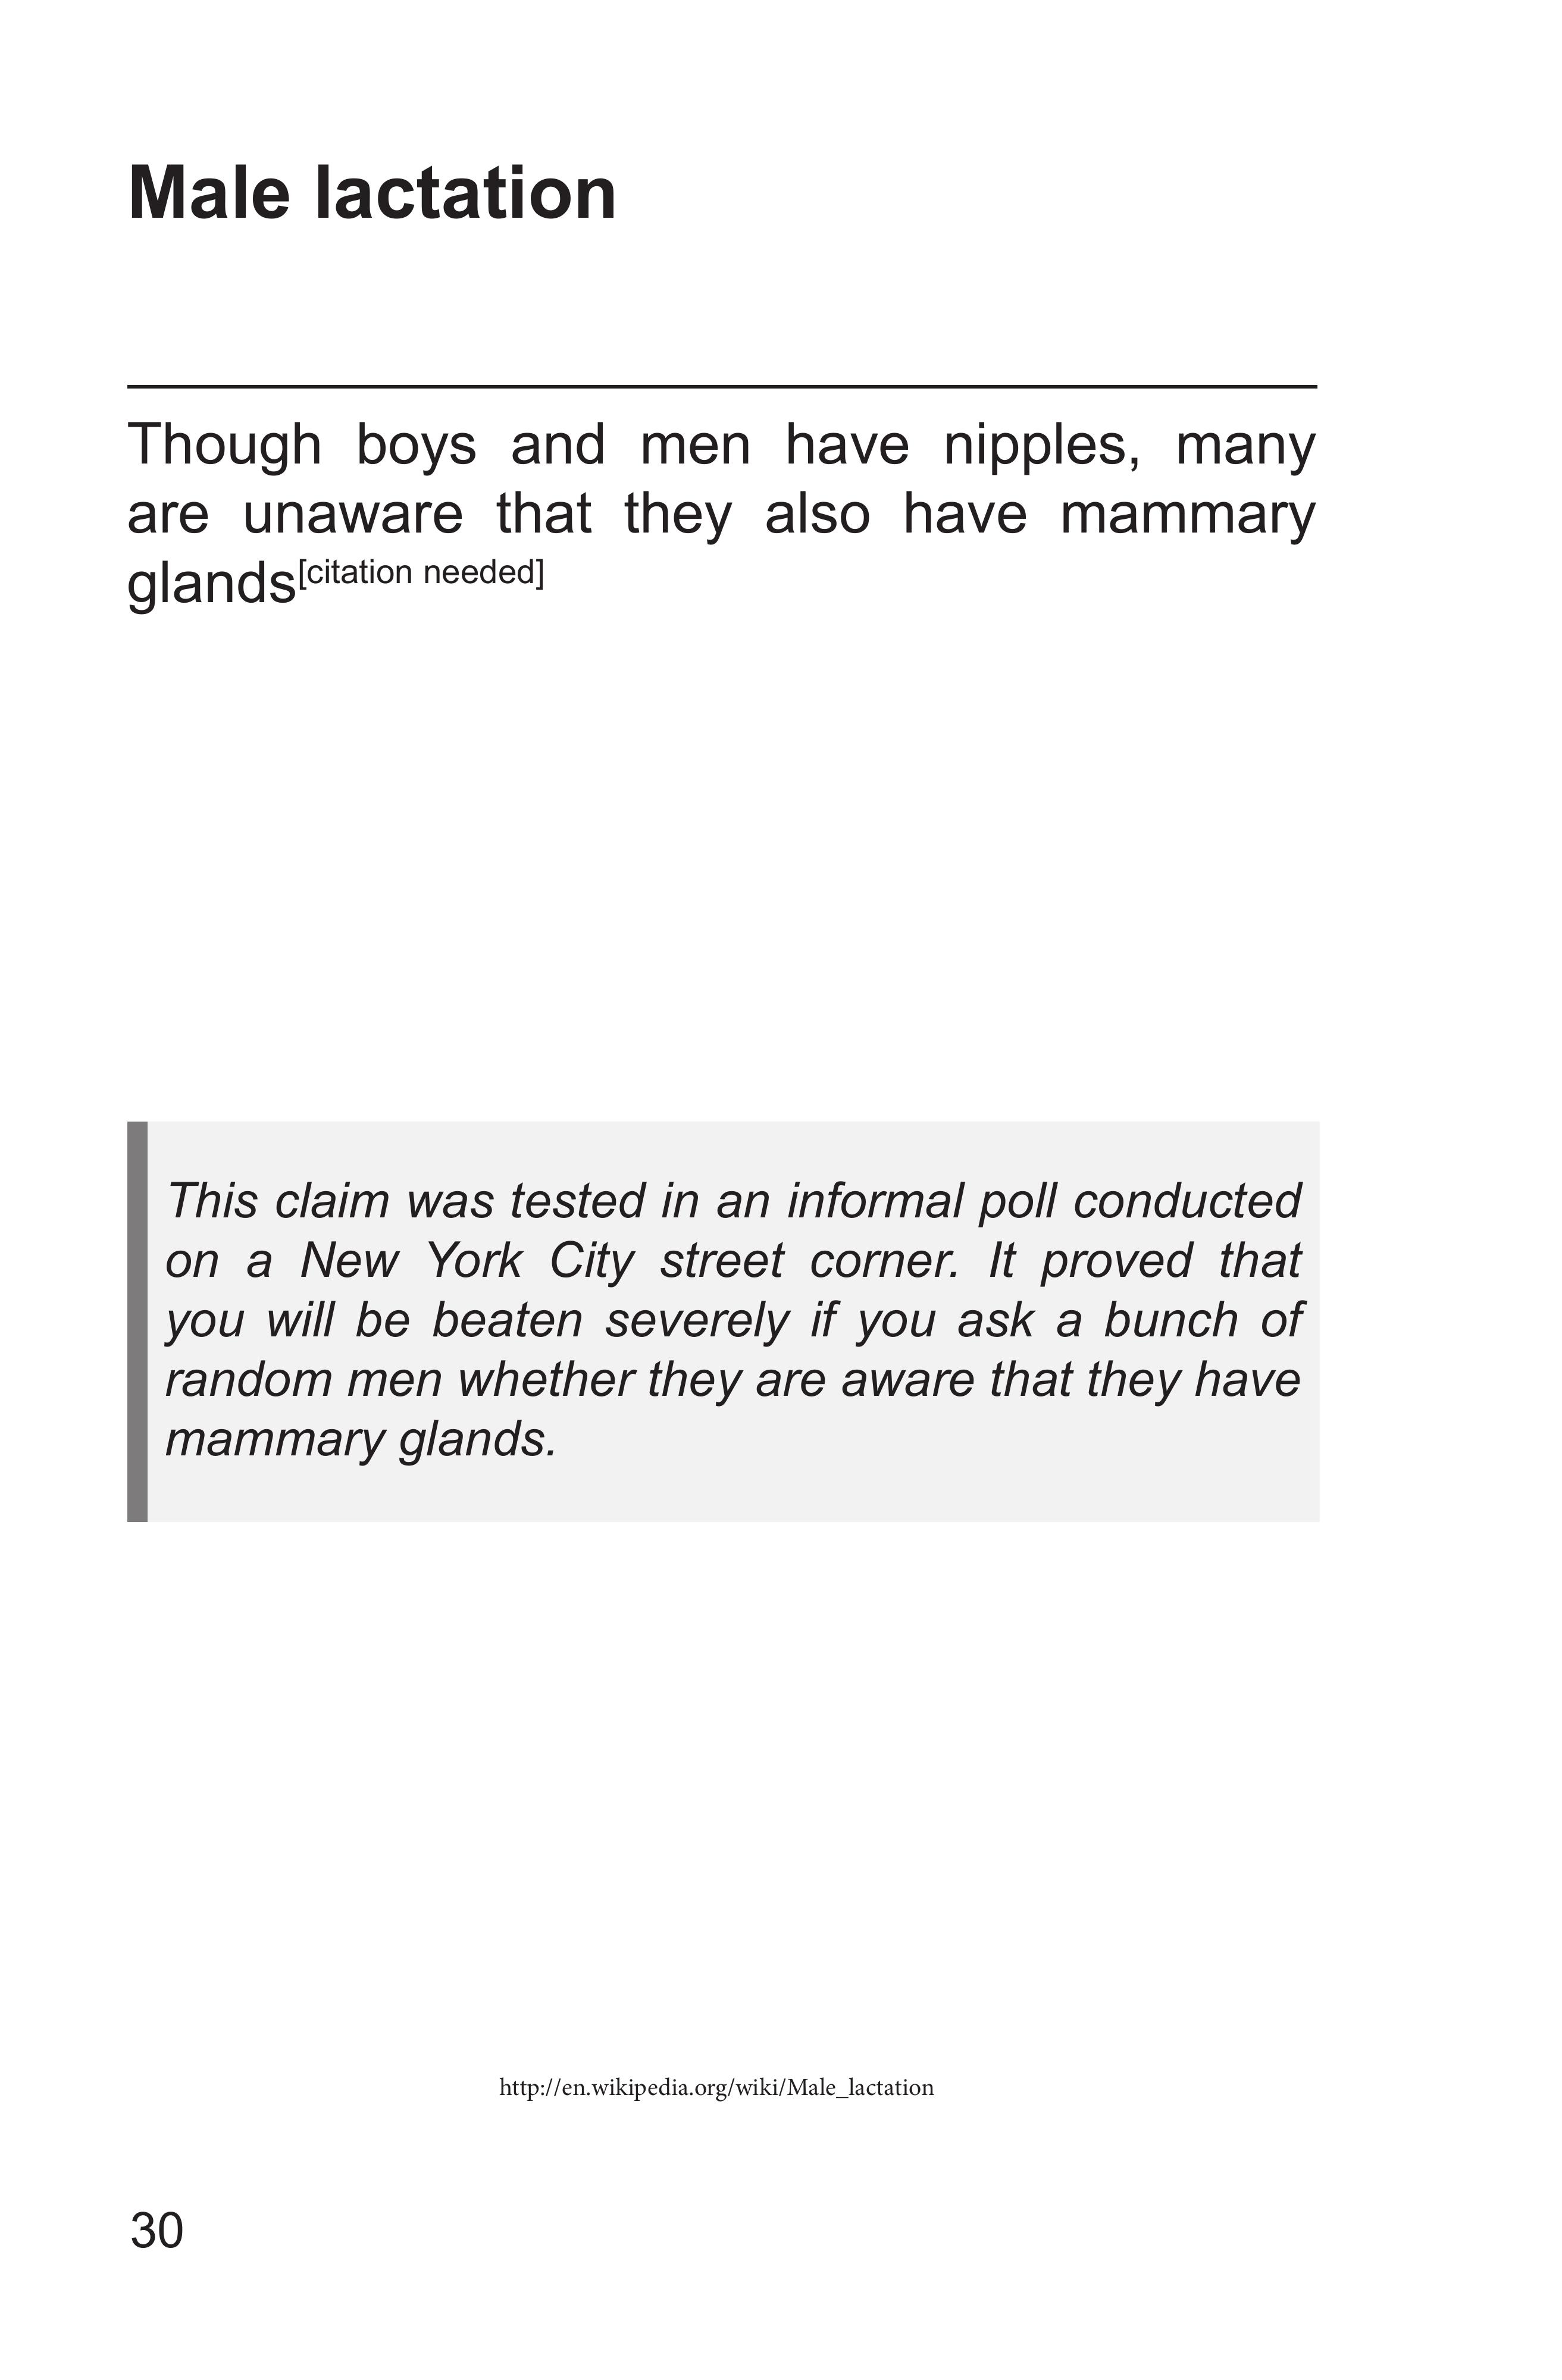 Male lactation
Though boys and men have nipples, many
are unaware that they also have mammary
glands[citation needed]
This claim was tested in an informal poll conducted
on a New York City street corner. It proved that
you will be beaten severely if you ask a bunch of
random men whether they are aware that they have
mammary glands.
http://en.wikipedia.org/wiki/Male_lactation
30